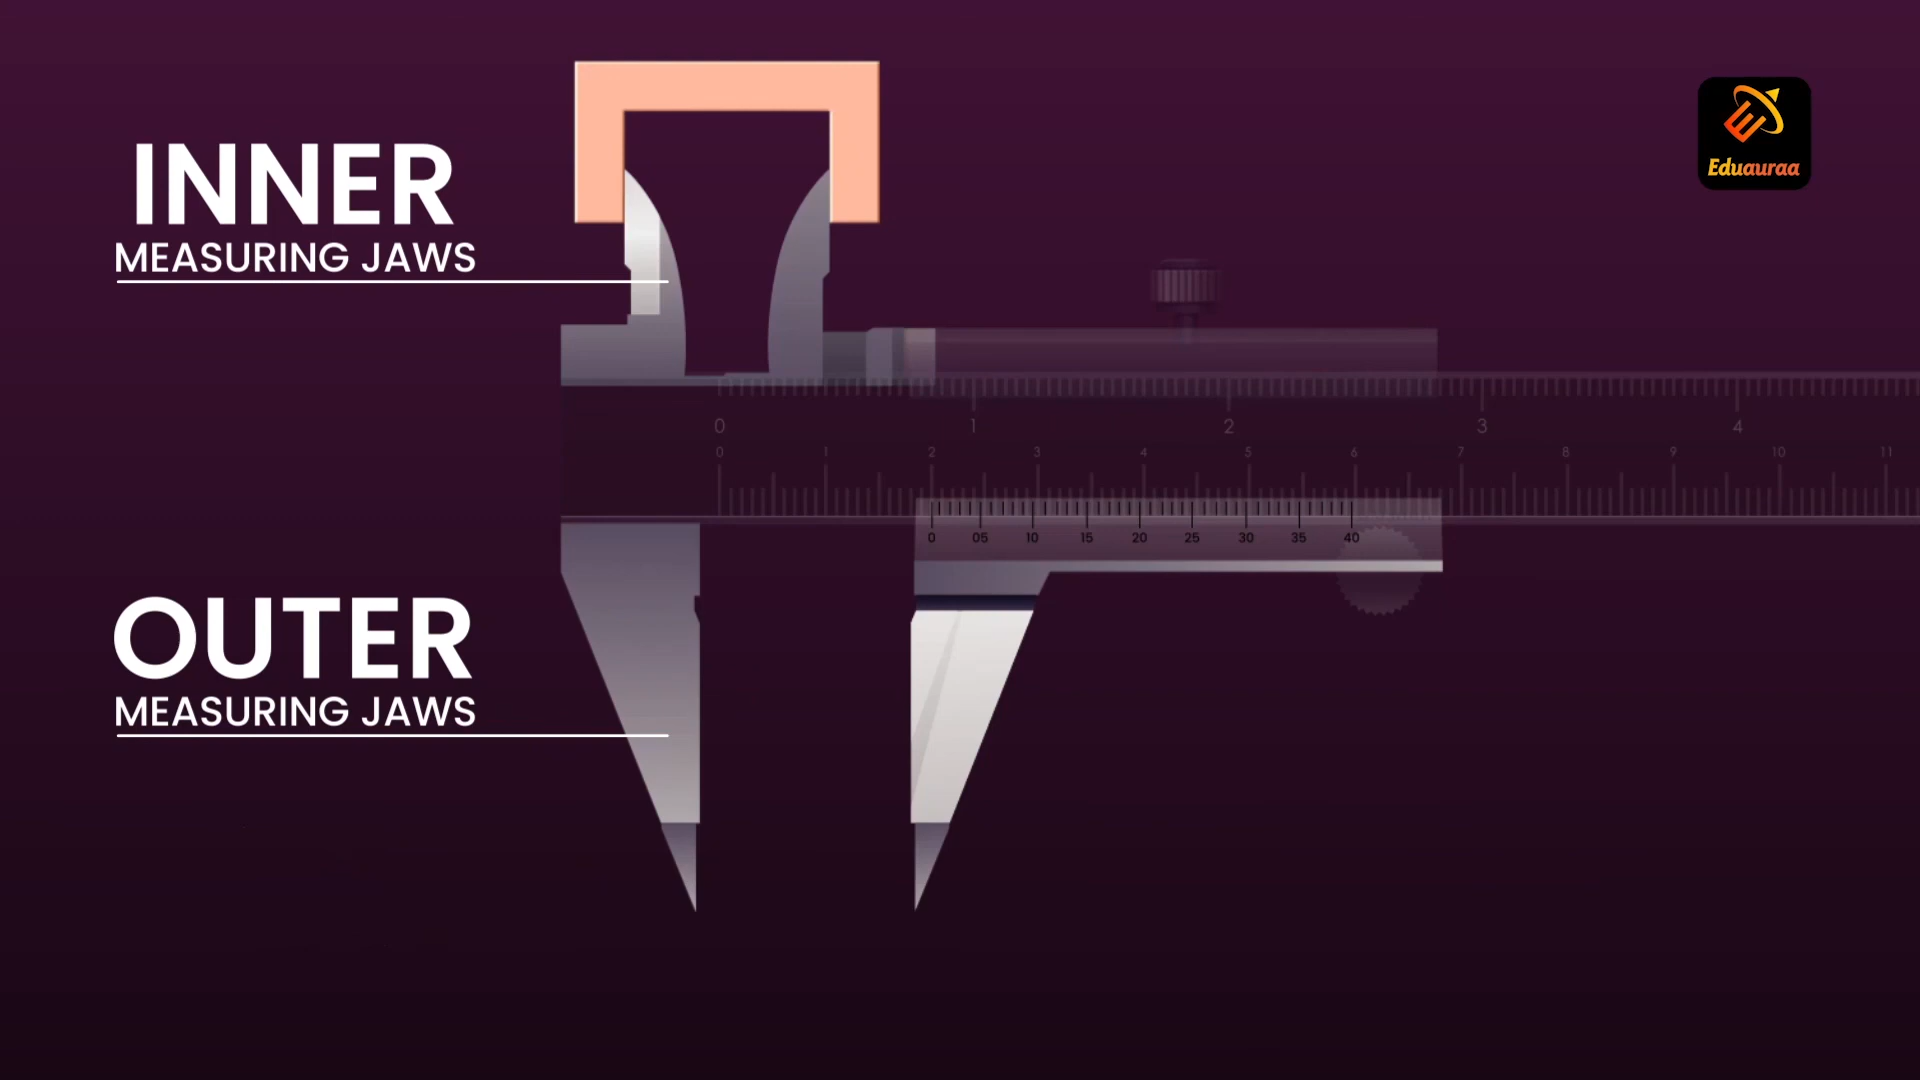 INNER
MEASURING JAWS
Eduauraa
0 1 2 3 4
0 1 2 3 4 5 6 7 8 9 10 11
0 05 10 15 20 25 30 35 40
OUTER
MEASURING JAWS